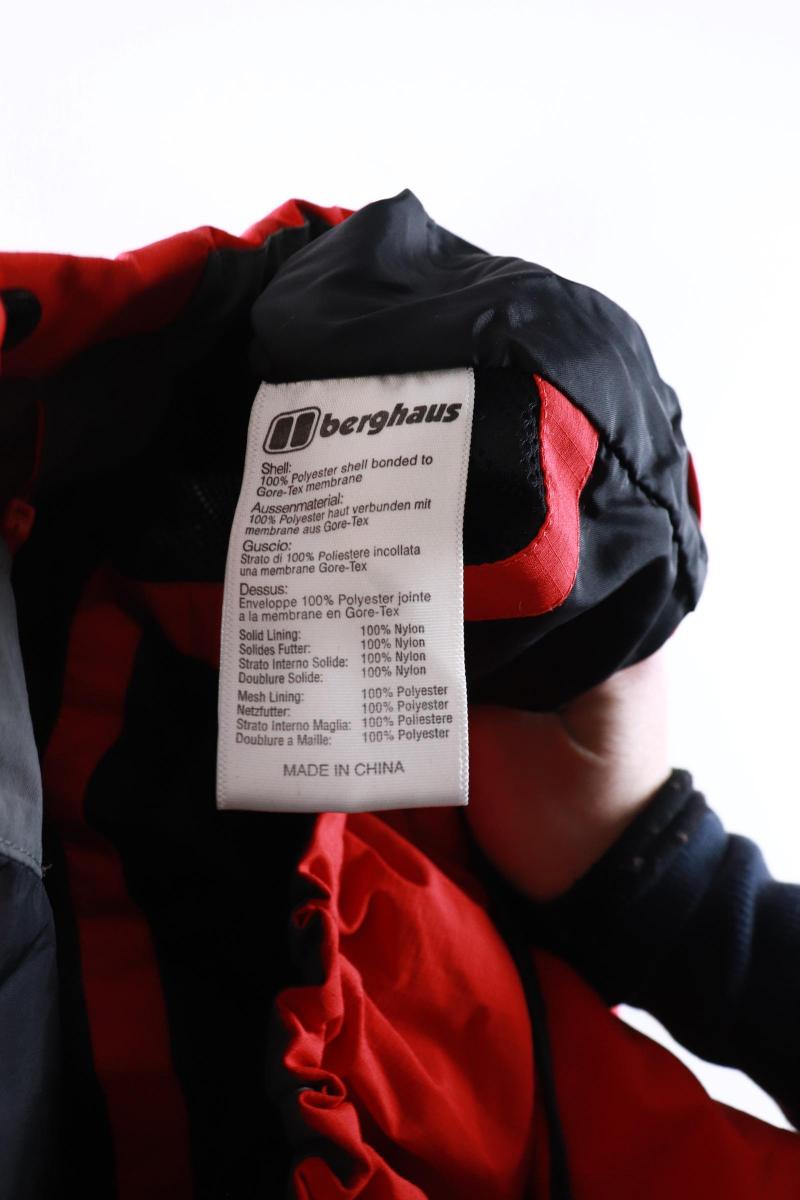 berghaus
Shell:
100% Polyester shell bonded to
Gore-Tex membrane
Aussenmaterial:
100% Polyester haut verbunden mit
membrane aus Gore-Tex
Guscio:
Strato di 100% Poliestere incollata
una membrane Gore-Tex
Dessus:
Enveloppe 100% Polyester jointe
a la membrane en Gore-Tex
Solid Lining: 100% Nylon
Solides Futter: 100% Nylon
Strato Interno Solide: 100% Nylon
Doublure Solide: 100% Nylon
Mesh Lining: 100% Polyester
Netzfutter: 100% Polyester
Strato Interno Maglia: 100% Poliestere
Doublure a Maille: 100% Polyester
MADE IN CHINA